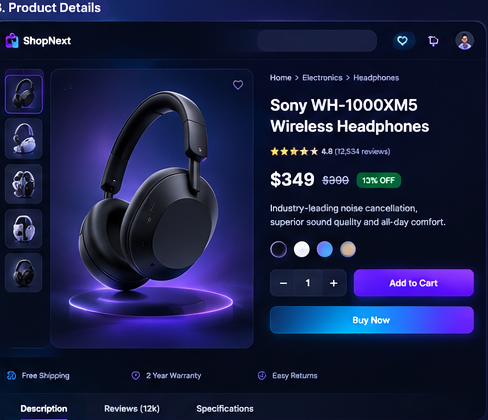 3. Product Details
ShopNext
Home > Electronics > Headphones
Sony WH-1000XM5
Wireless Headphones
4.8 (12,534 reviews)
$349 $390 13% OFF
Industry-leading noise cancellation,
superior sound quality and all-day comfort.
− 1 + Add to Cart
Buy Now
Free Shipping 2 Year Warranty Easy Returns
Description Reviews (12k) Specifications